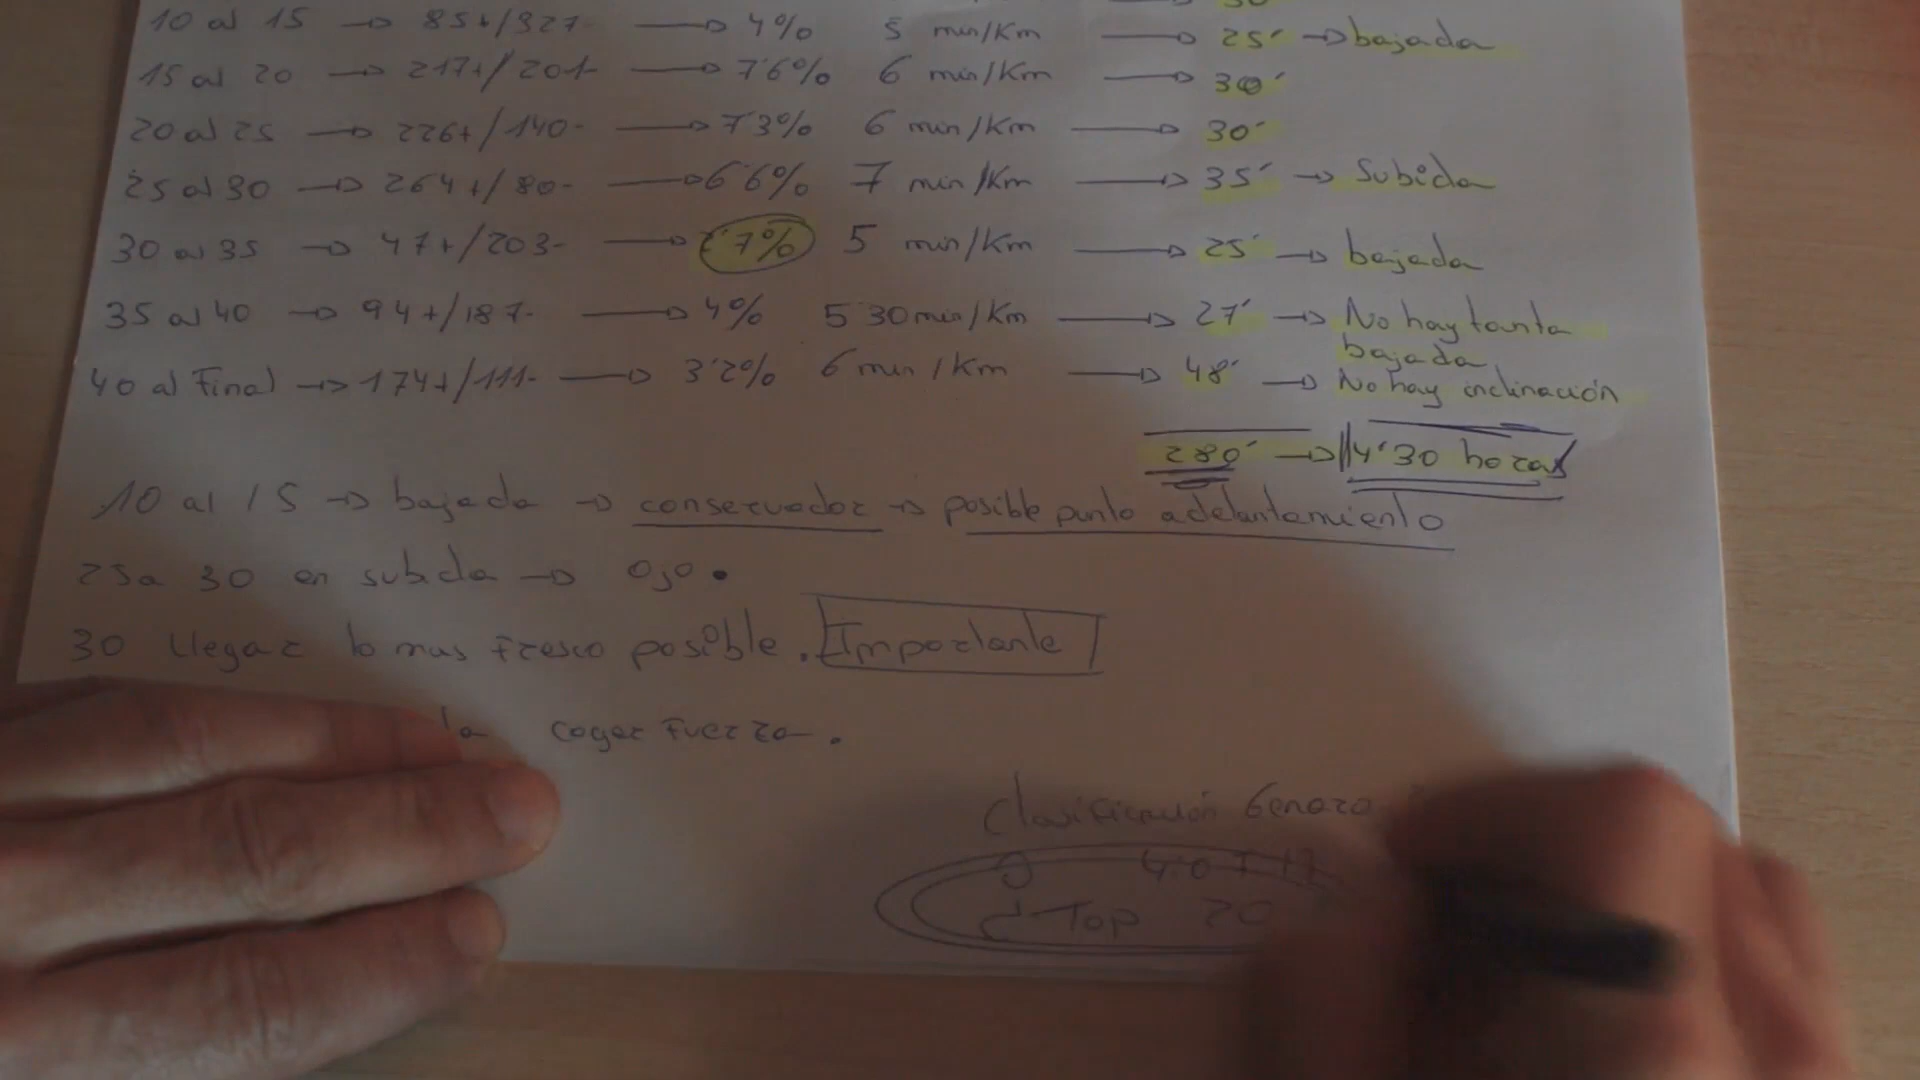 10 al 15 → 85+/327- → 4% 5 min/Km → 25' → bajada
15 al 20 → 217+/201- → 7'6% 6 min/Km → 30'
20 al 25 → 226+/140- → 7'3% 6 min/Km → 30'
25 al 30 → 264+/80- → 6'6% 7 min/Km → 35' → Subida
30 al 35 → 47+/203- → 7% 5 min/Km → 25' → bajada
35 al 40 → 94+/187- → 4% 5'30 min/Km → 27' → No hay tanta
bajada
40 al Final → 174+/111- → 3'2% 6 min/Km → 48' → No hay inclinación
280' → 4'30 horas
10 al 15 → bajada → conservador → posible punto adelantamiento
25 a 30 en subida → Ojo.
30 llegar lo mas fresco posible. Importante
la coger fuerza.
Clasificación
Top 20